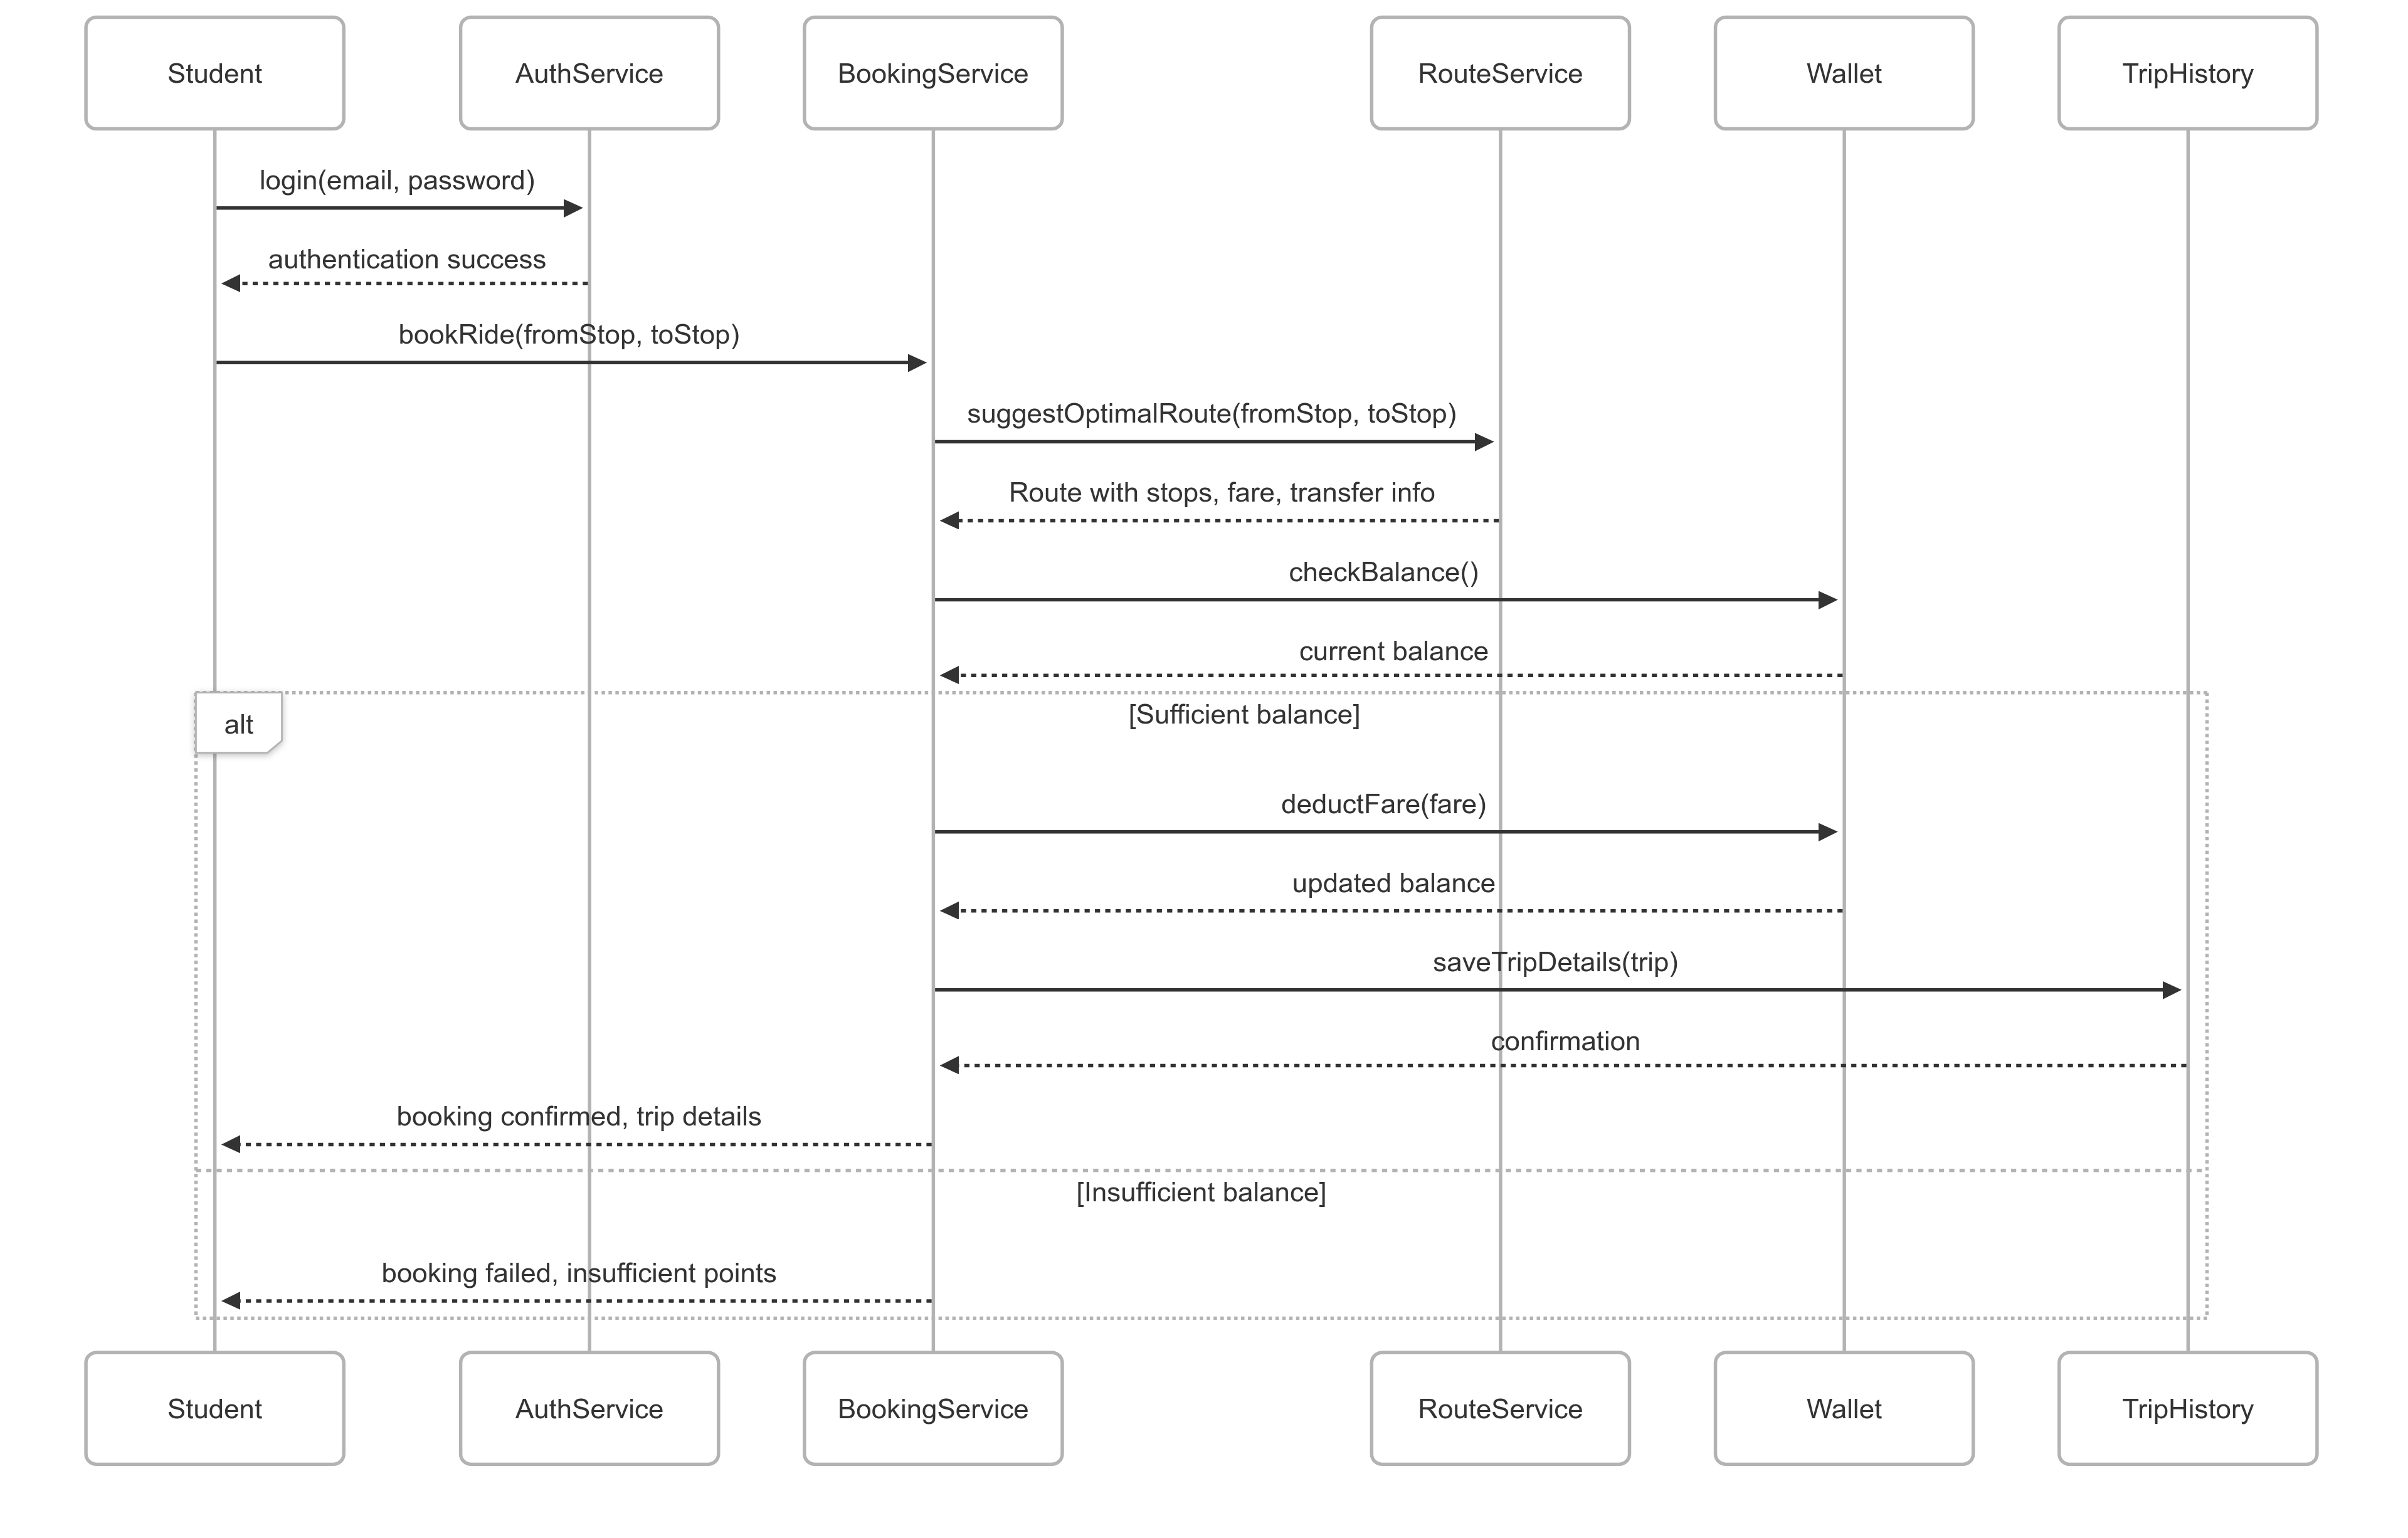 Student
AuthService
BookingService
RouteService
Wallet
TripHistory
login(email, password)
authentication success
bookRide(fromStop, toStop)
suggestOptimalRoute(fromStop, toStop)
Route with stops, fare, transfer info
checkBalance()
current balance
alt
[Sufficient balance]
deductFare(fare)
updated balance
saveTripDetails(trip)
confirmation
booking confirmed, trip details
[Insufficient balance]
booking failed, insufficient points
Student
AuthService
BookingService
RouteService
Wallet
TripHistory